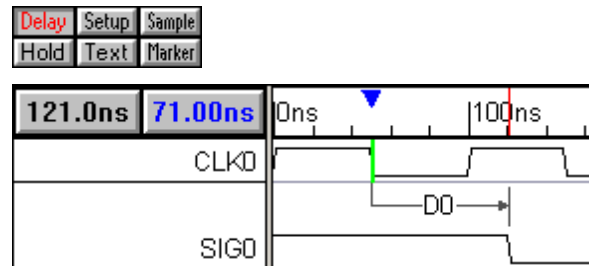 Delay Setup Sample
Hold Text Marker
121.0ns 71.00ns 0ns 100ns
CLK0
D0
SIG0